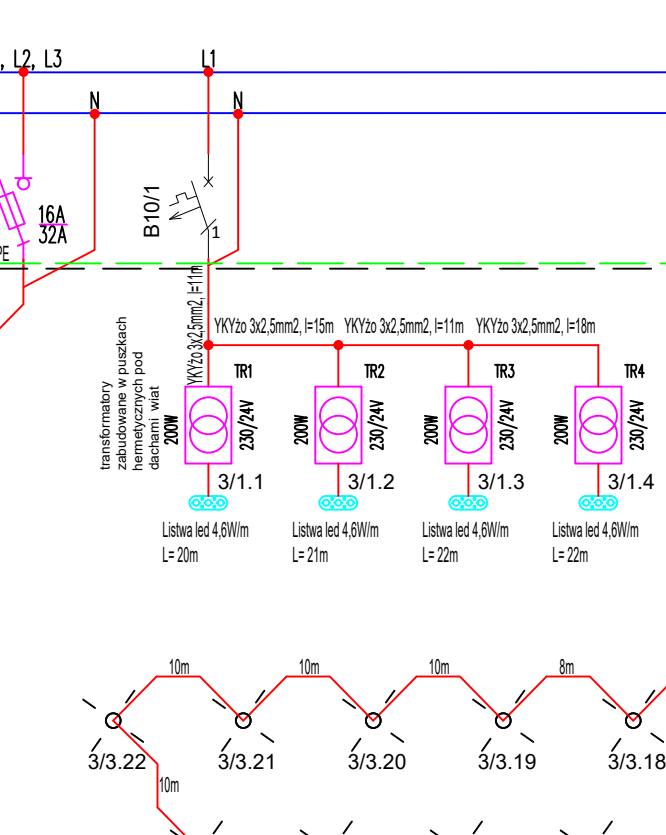 , L2, L3
L1
N
N
16A
32A
B10/1
1
PE
YKYżo 3x2,5mm2, l=11m
YKYżo 3x2,5mm2, l=15m
YKYżo 3x2,5mm2, l=11m
YKYżo 3x2,5mm2, l=18m
transformatory
zabudowane w puszkach
hermetycznych pod
dachami wiat
TR1
TR2
TR3
TR4
200W
230/24V
200W
230/24V
200W
230/24V
200W
230/24V
3/1.1
3/1.2
3/1.3
3/1.4
Listwa led 4,6W/m
L= 20m
Listwa led 4,6W/m
L= 21m
Listwa led 4,6W/m
L= 22m
Listwa led 4,6W/m
L= 22m
10m
10m
10m
8m
3/3.22
3/3.21
3/3.20
3/3.19
3/3.18
10m